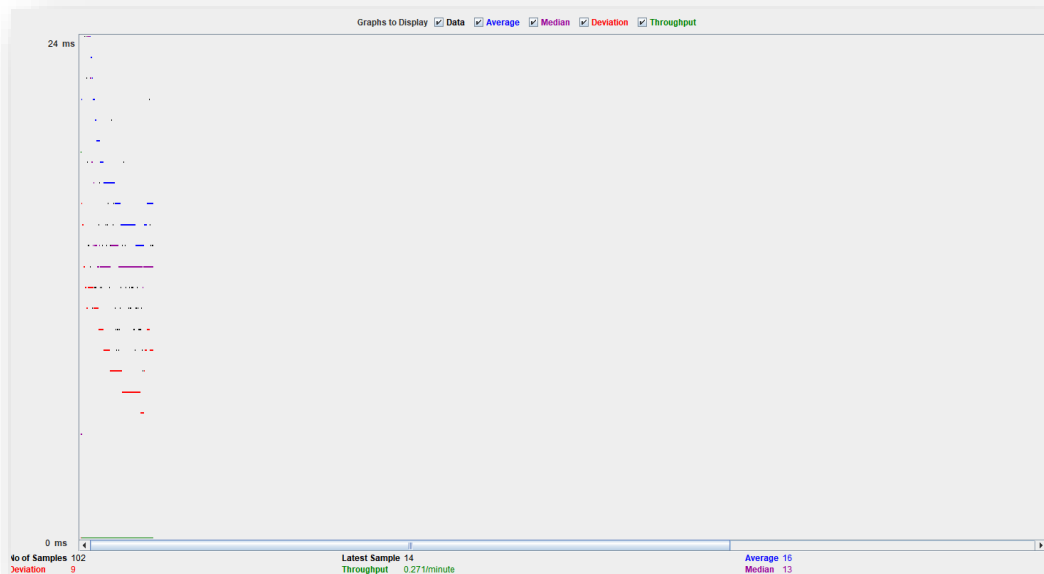 Graphs to Display Data Average Median Deviation Throughput
24 ms
0 ms
No of Samples 102 Latest Sample 14 Average 16
Deviation 9 Throughput 0.271/minute Median 13